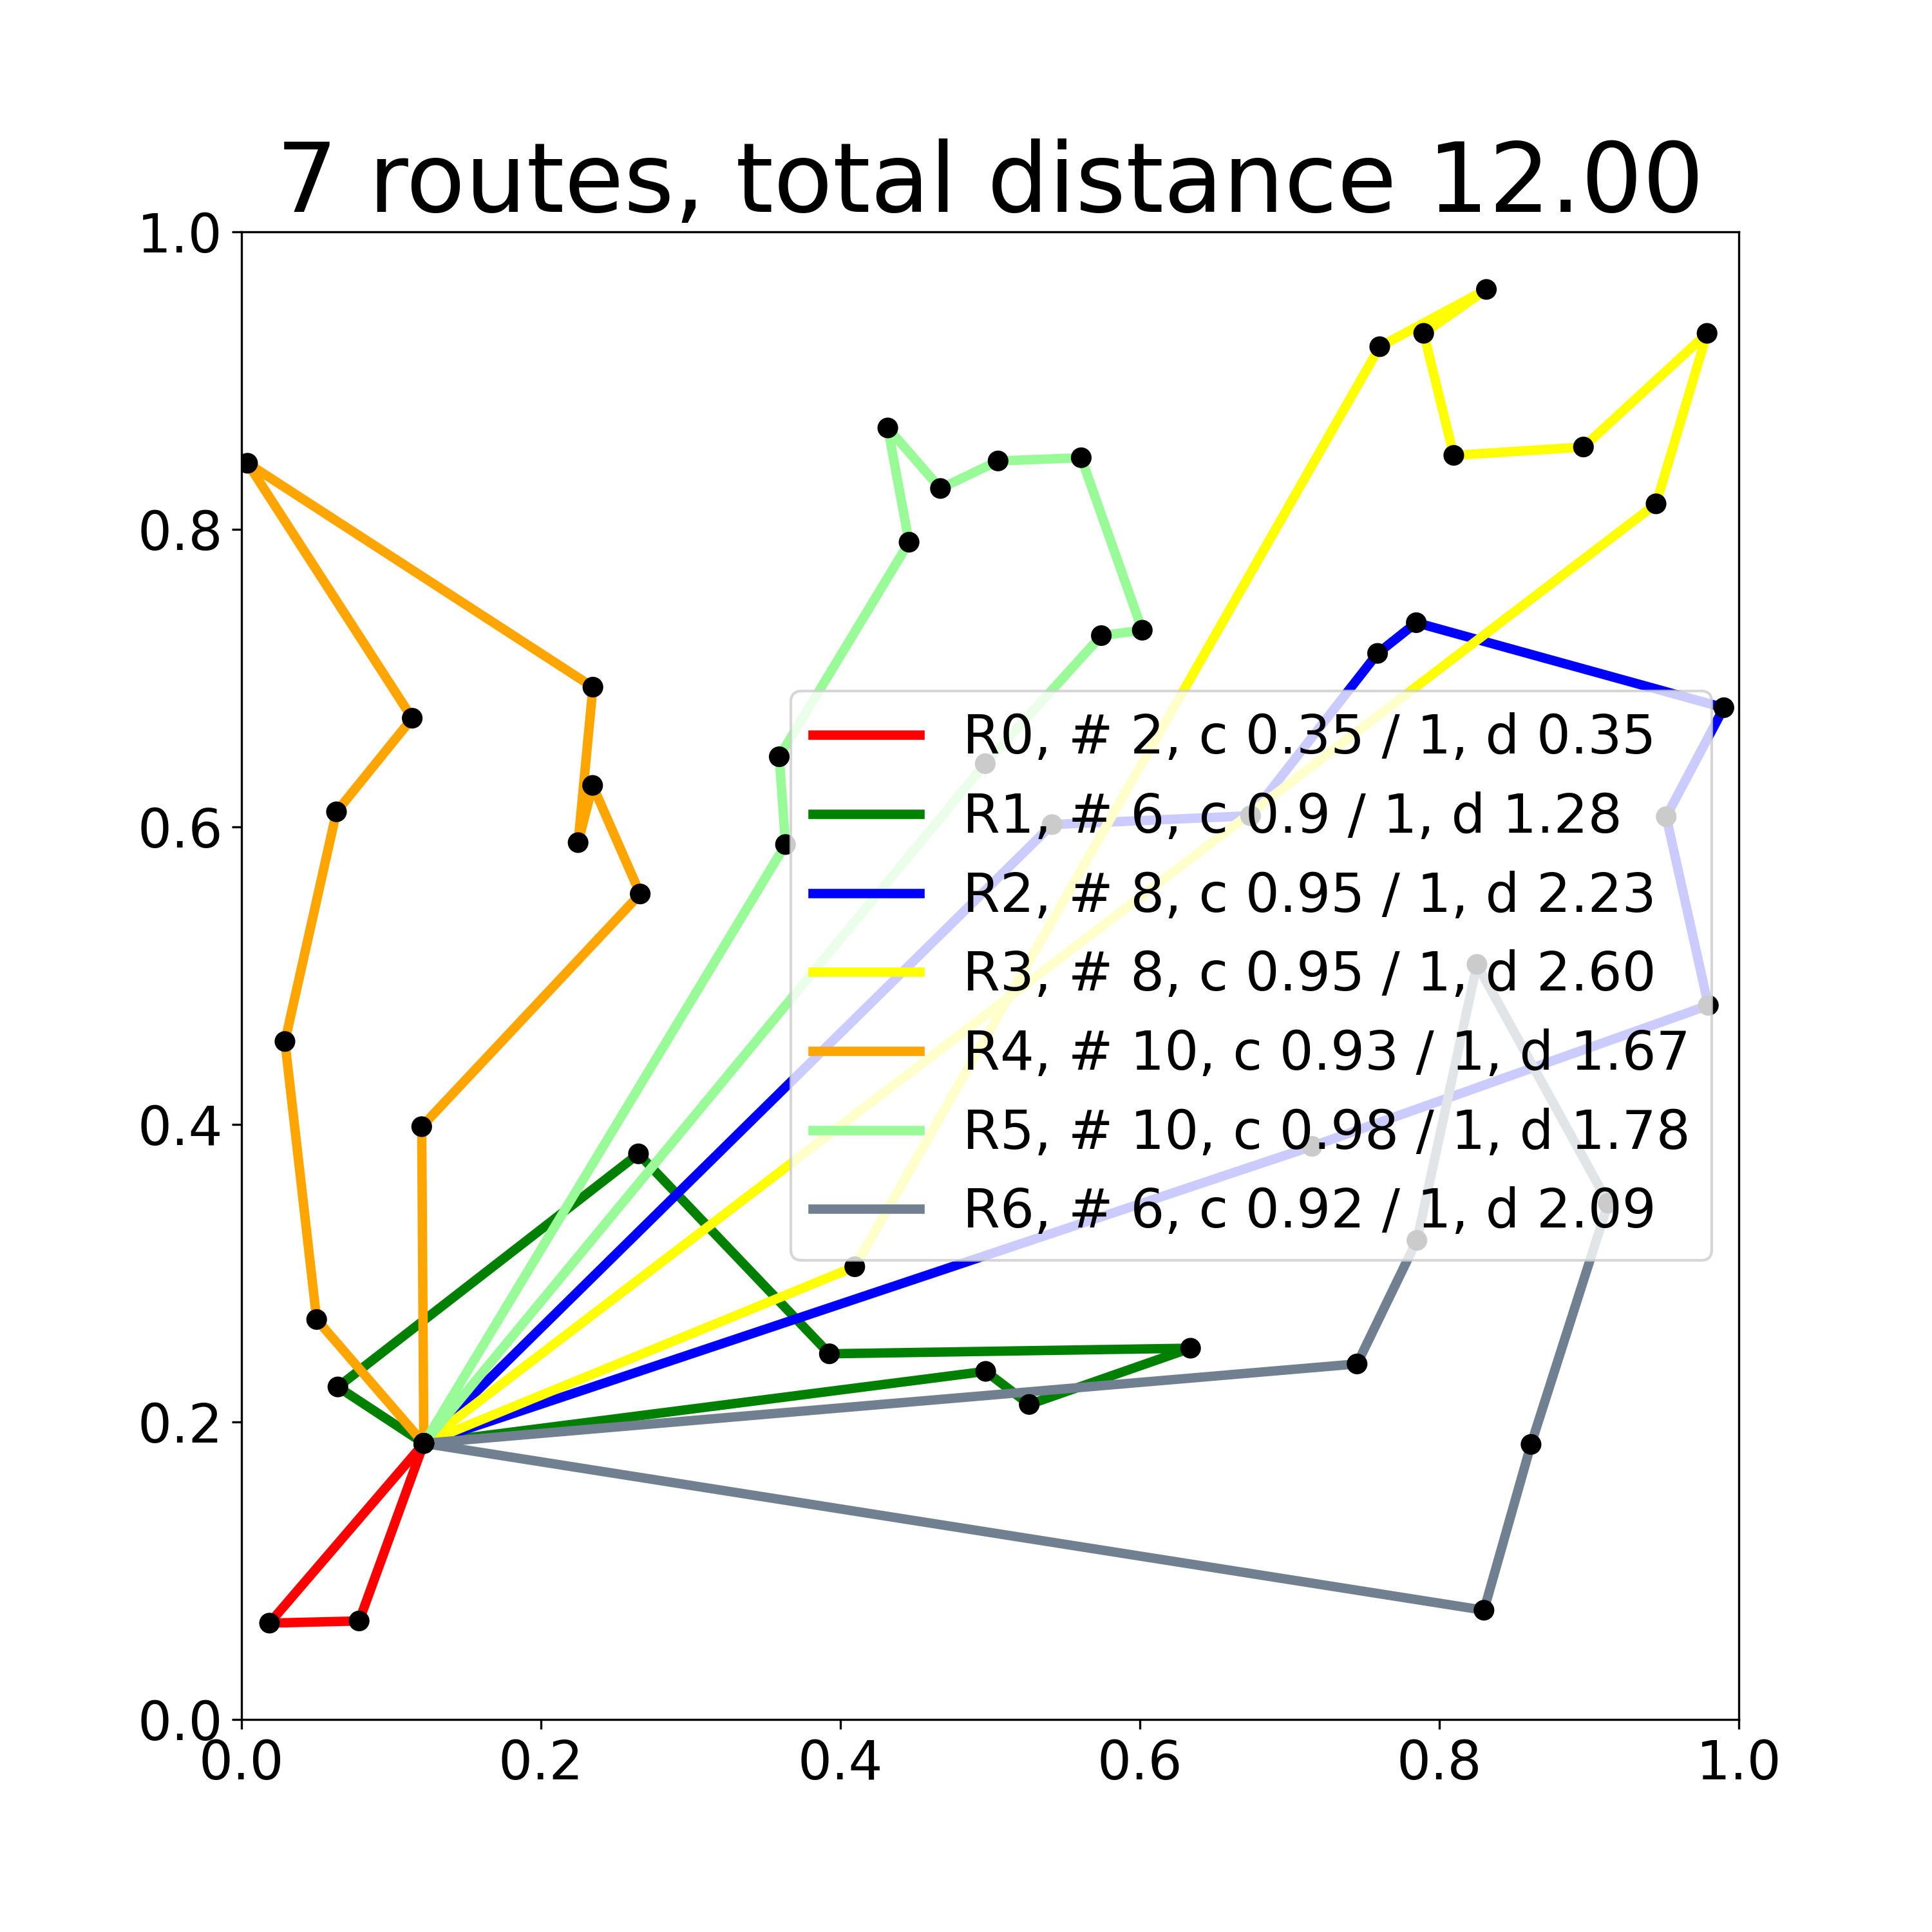 7 routes, total distance 12.00
1.0
0.8
0.6
0.4
0.2
0.0
R0, # 2, c 0.35 / 1, d 0.35
R1, # 6, c 0.9 / 1, d 1.28
R2, # 8, c 0.95 / 1, d 2.23
R3, # 8, c 0.95 / 1, d 2.60
R4, # 10, c 0.93 / 1, d 1.67
R5, # 10, c 0.98 / 1, d 1.78
R6, # 6, c 0.92 / 1, d 2.09
0.0 0.2 0.4 0.6 0.8 1.0